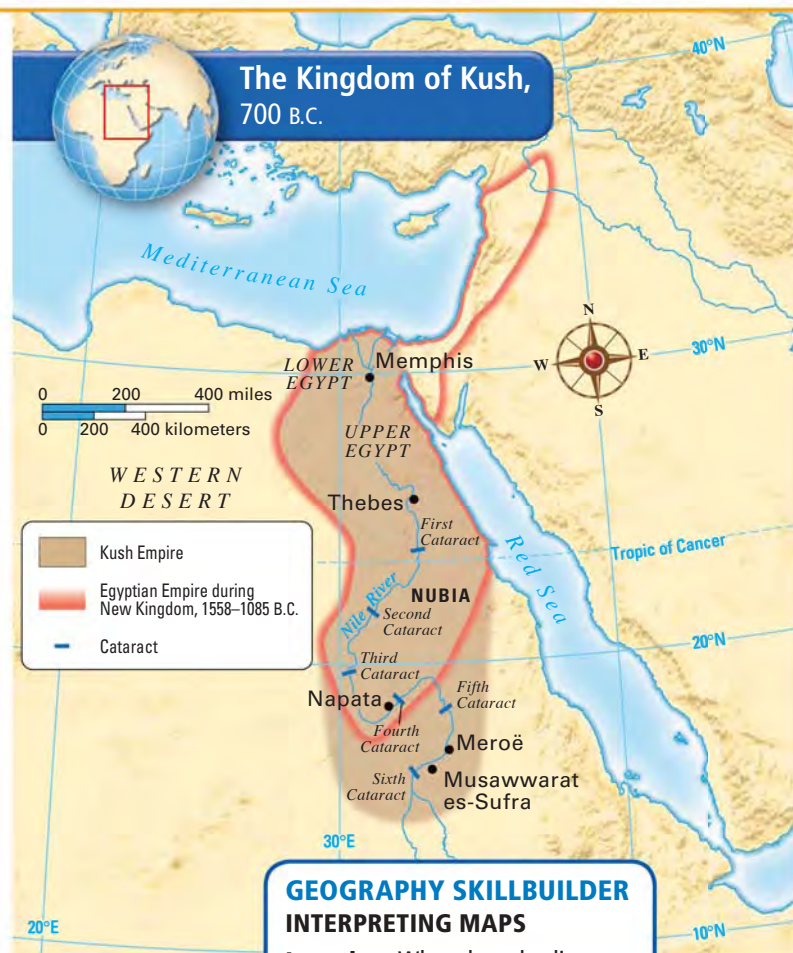 The Kingdom of Kush,
700 B.C.
40°N
Mediterranean Sea
N
W
E
S
30°N
LOWER
EGYPT
Memphis
0 200 400 miles
0 200 400 kilometers
UPPER
EGYPT
WESTERN
DESERT
Thebes
First
Cataract
Red Sea
Tropic of Cancer
Kush Empire
Egyptian Empire during
New Kingdom, 1558–1085 B.C.
Cataract
Nile River
NUBIA
Second
Cataract
20°N
Third
Cataract
Napata
Fifth
Cataract
Fourth
Cataract
Meroë
Sixth
Cataract
Musawwarat
es-Sufra
30°E
20°E
10°N
GEOGRAPHY SKILLBUILDER
INTERPRETING MAPS